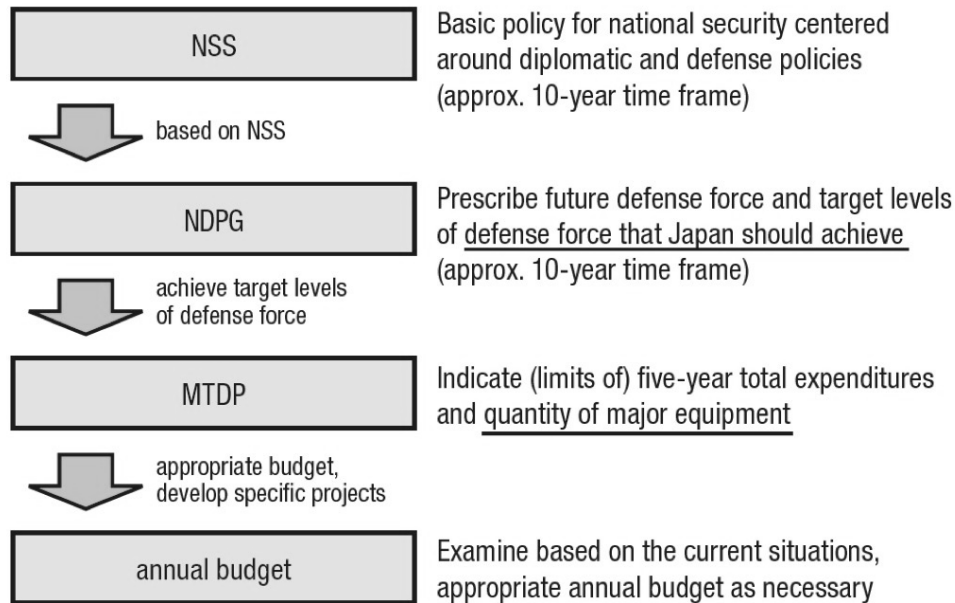 NSS
Basic policy for national security centered
around diplomatic and defense policies
(approx. 10-year time frame)
based on NSS
NDPG
Prescribe future defense force and target levels
of defense force that Japan should achieve
(approx. 10-year time frame)
achieve target levels
of defense force
MTDP
Indicate (limits of) five-year total expenditures
and quantity of major equipment
appropriate budget,
develop specific projects
annual budget
Examine based on the current situations,
appropriate annual budget as necessary